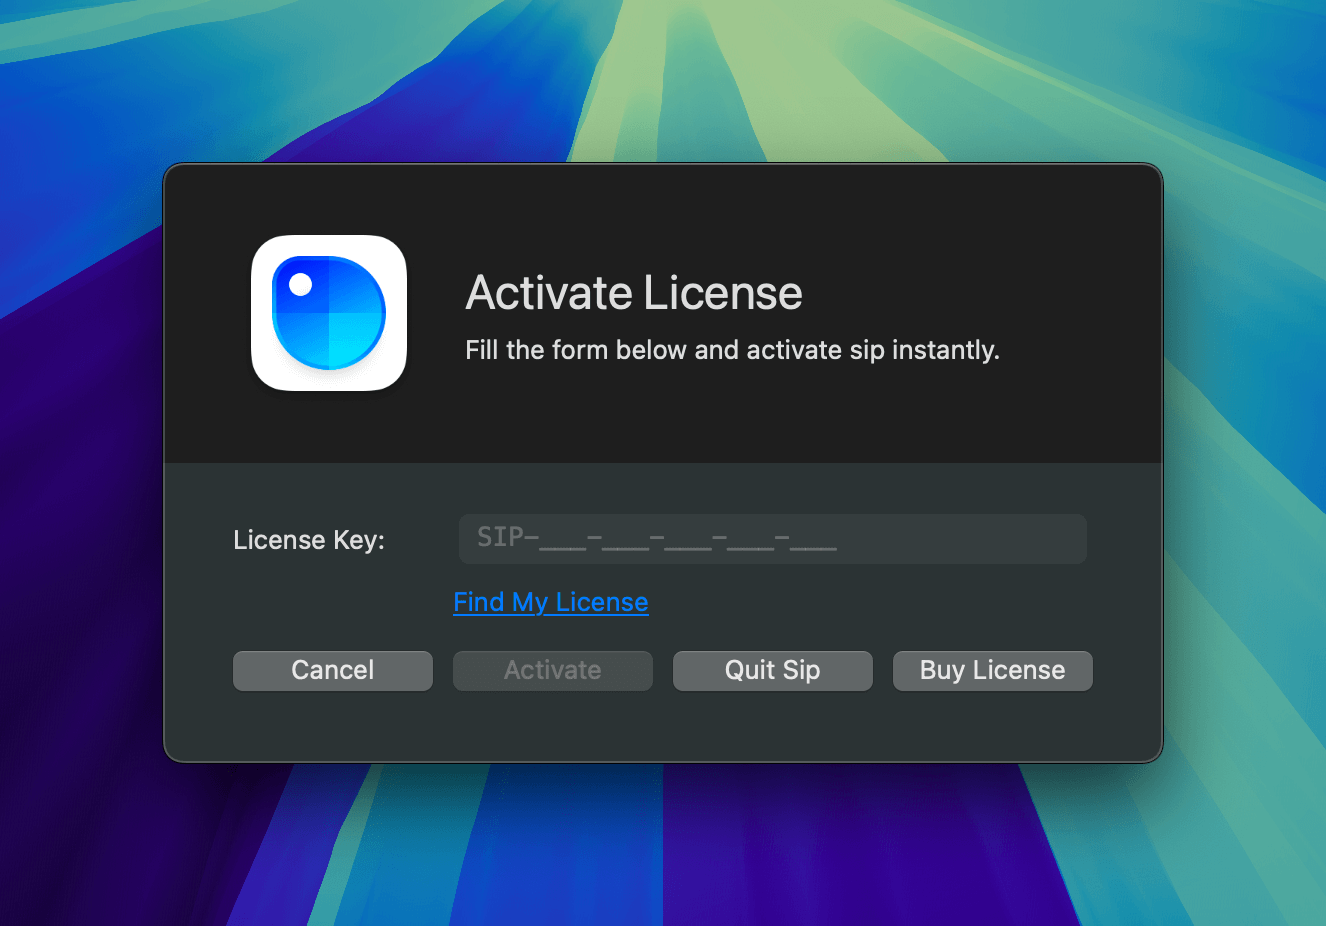 Activate License
Fill the form below and activate sip instantly.
License Key:
SIP-___-___-___-___-___
Find My License
Cancel
Activate
Quit Sip
Buy License